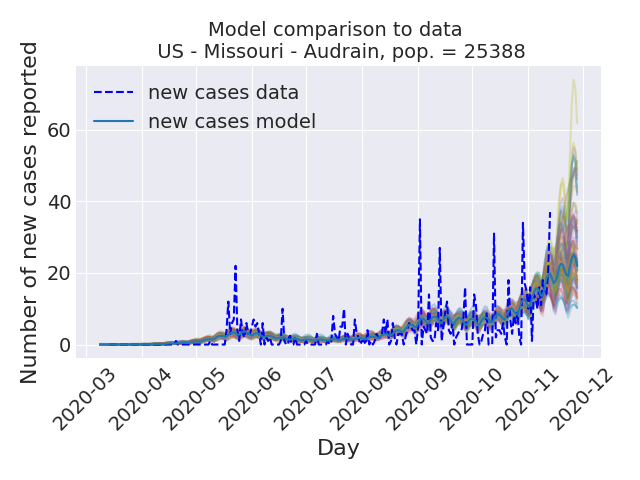 Model comparison to data
US - Missouri - Audrain, pop. = 25388
Number of new cases reported
60
40
20
0
new cases data
new cases model
2020-03
2020-04
2020-05
2020-06
2020-07
2020-08
2020-09
2020-10
2020-11
2020-12
Day